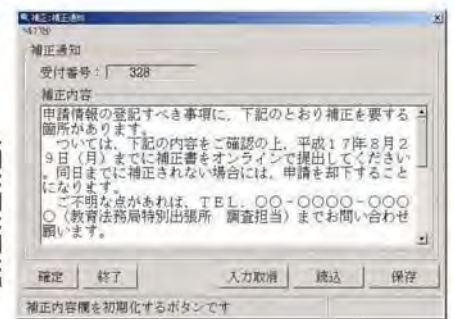 補正:補正通知
補正通知
受付番号: 328
補正内容
申請情報の登記すべき事項に、下記のとおり補正を要する
箇所があります。
ついては、下記の内容をご確認の上、平成17年8月2
9日(月)までに補正書をオンラインで提出してください
。同日までに補正されない場合には、申請を却下すること
になります。
ご不明な点があれば、TEL.〇〇-〇〇〇〇-〇〇〇
〇(教育法務局特別出張所 調査担当)までお問い合わせ
願います。
確定 終了 入力取消 読込 保存
補正内容欄を初期化するボタンです